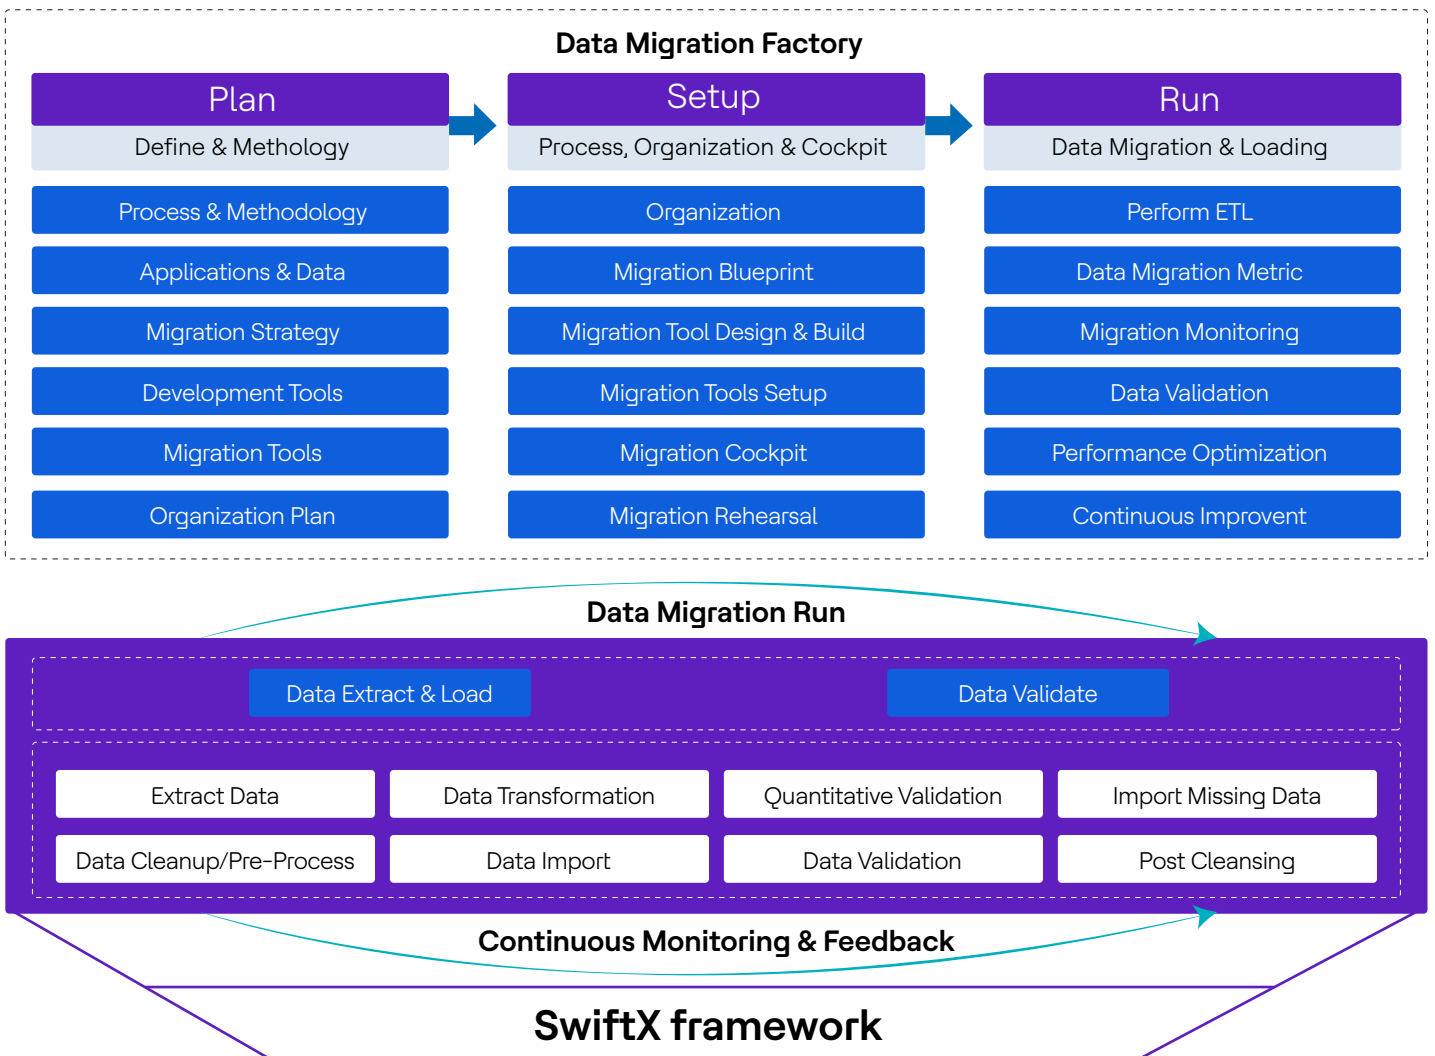 Data Migration Factory
Plan
Define & Methology
Process & Methodology
Applications & Data
Migration Strategy
Development Tools
Migration Tools
Organization Plan
Setup
Process, Organization & Cockpit
Organization
Migration Blueprint
Migration Tool Design & Build
Migration Tools Setup
Migration Cockpit
Migration Rehearsal
Run
Data Migration & Loading
Perform ETL
Data Migration Metric
Migration Monitoring
Data Validation
Performance Optimization
Continuous Improvent
Data Migration Run
Data Extract & Load
Data Validate
Extract Data
Data Transformation
Quantitative Validation
Import Missing Data
Data Cleanup/Pre-Process
Data Import
Data Validation
Post Cleansing
Continuous Monitoring & Feedback
SwiftX framework